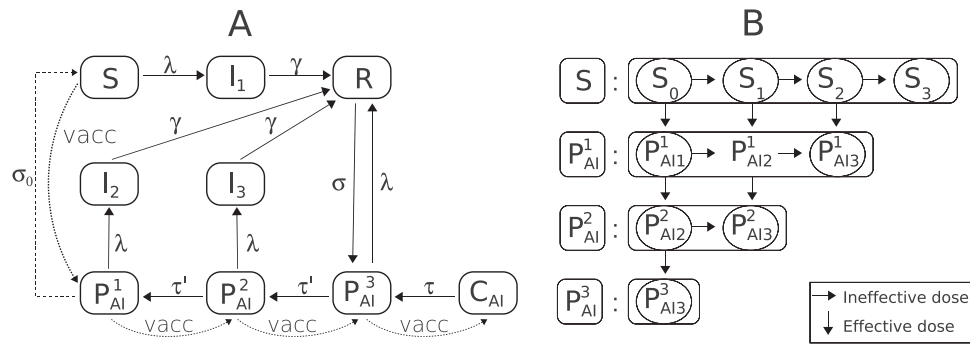 A
B
S λ I1 γ R
S : S0 S1 S2 S3
vacc
γ γ
σ0
I2 I3 σ λ
P1AI : P1AI1 P1AI2 P1AI3
λ λ
P2AI : P2AI2 P2AI3
P1AI τ' P2AI τ' P3AI τ CAI
P3AI : P3AI3
vacc vacc vacc
Ineffective dose
Effective dose